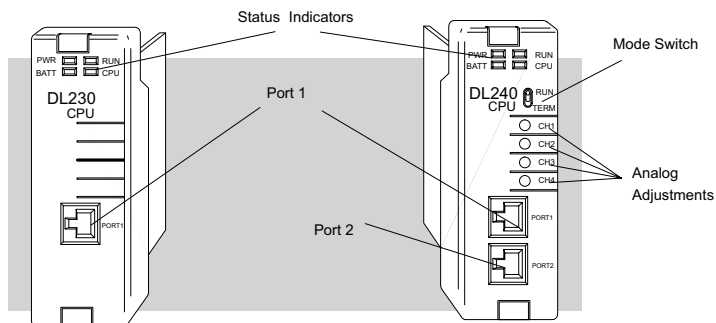 Status Indicators
PWR RUN
BATT CPU
DL230
CPU
PORT1
Port 1
Port 2
PWR RUN
BATT CPU
DL240
CPU
RUN
TERM
CH1
CH2
CH3
CH4
PORT1
PORT2
Mode Switch
Analog
Adjustments